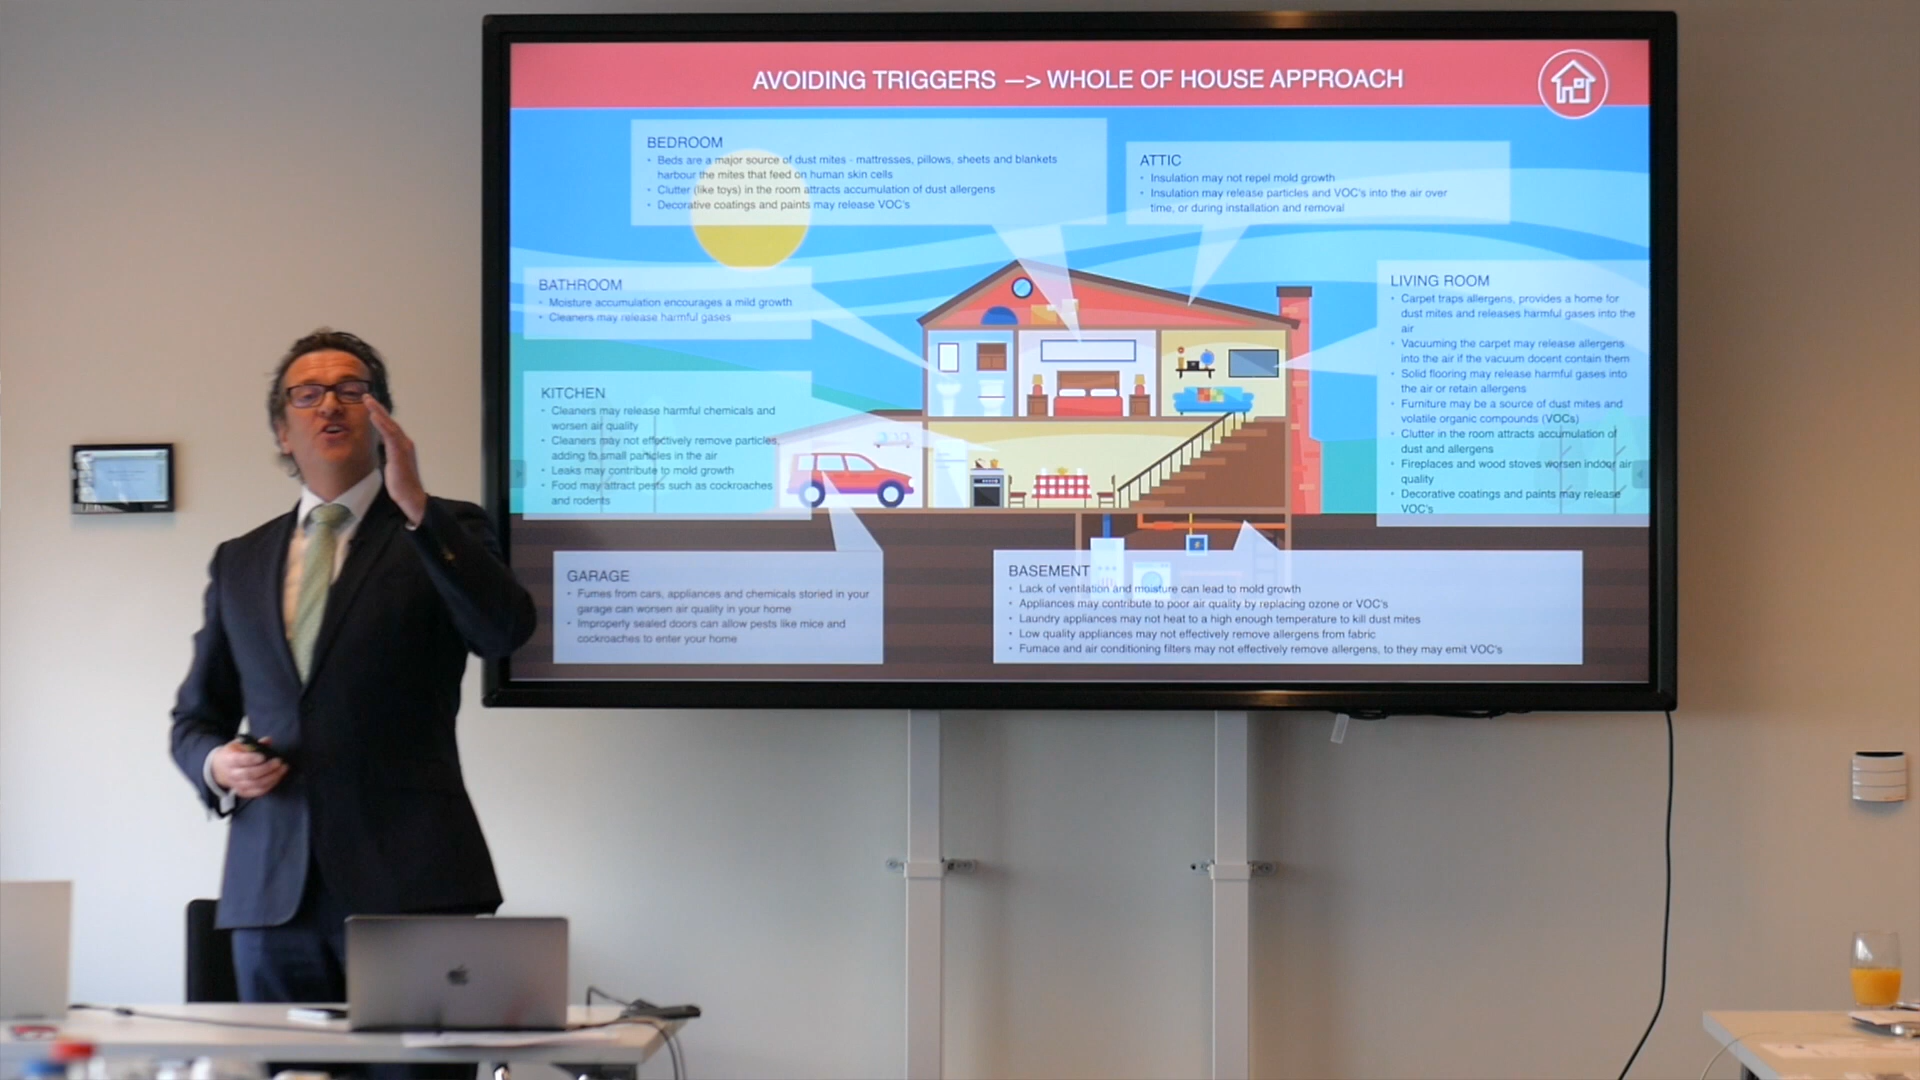 AVOIDING TRIGGERS —> WHOLE OF HOUSE APPROACH
BEDROOM
• Beds are a major source of dust mites - mattresses, pillows, sheets and blankets
harbour the mites that feed on human skin cells
• Clutter (like toys) in the room attracts accumulation of dust allergens
• Decorative coatings and paints may release VOC's
ATTIC
• Insulation may not repel mold growth
• Insulation may release particles and VOC's into the air over
time, or during installation and removal
BATHROOM
• Moisture accumulation encourages a mild growth
• Cleaners may release harmful gases
LIVING ROOM
• Carpet traps allergens, provides a home for
dust mites and releases harmful gases into the
air
• Vacuuming the carpet may release allergens
into the air if the vacuum docent contain them
• Solid flooring may release harmful gases into
the air or retain allergens
• Furniture may be a source of dust mites and
volatile organic compounds (VOCs)
• Clutter in the room attracts accumulation of
dust and allergens
• Fireplaces and wood stoves worsen indoor air
quality
• Decorative coatings and paints may release
VOC's
KITCHEN
• Cleaners may release harmful chemicals and
worsen air quality
• Cleaners may not effectively remove particles,
adding to small particles in the air
• Leaks may contribute to mold growth
• Food may attract pests such as cockroaches
and rodents
GARAGE
• Fumes from cars, appliances and chemicals storied in your
garage can worsen air quality in your home
• Improperly sealed doors can allow pests like mice and
cockroaches to enter your home
BASEMENT
• Lack of ventilation and moisture can lead to mold growth
• Appliances may contribute to poor air quality by replacing ozone or VOC's
• Laundry appliances may not heat to a high enough temperature to kill dust mites
• Low quality appliances may not effectively remove allergens from fabric
• Furnace and air conditioning filters may not effectively remove allergens, to they may emit VOC's